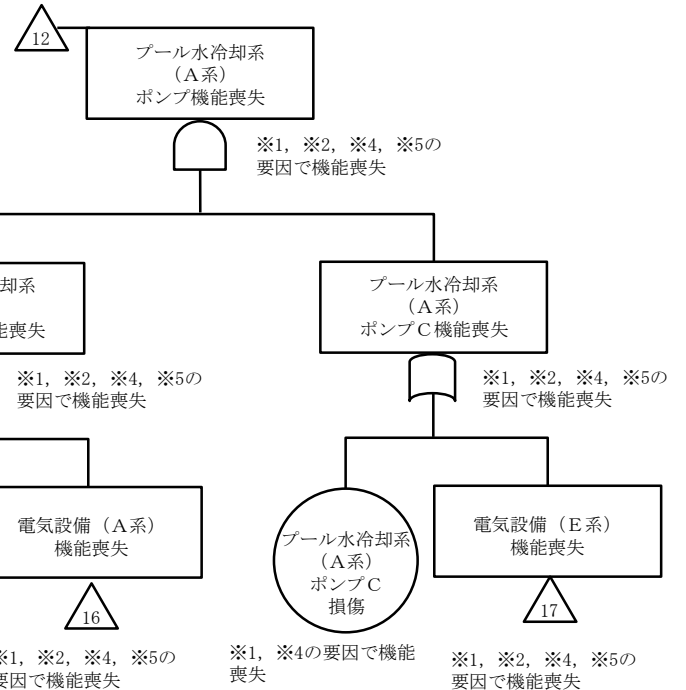 12
プール水冷却系
（A系）
ポンプ機能喪失
※1，※2，※4，※5の
要因で機能喪失
却系
能喪失
※1，※2，※4，※5の
要因で機能喪失
プール水冷却系
（A系）
ポンプC機能喪失
※1，※2，※4，※5の
要因で機能喪失
電気設備（A系）
機能喪失
16
※1，※2，※4，※5の
要因で機能喪失
プール水冷却系
（A系）
ポンプC
損傷
※1，※4の要因で機能
喪失
電気設備（E系）
機能喪失
17
※1，※2，※4，※5の
要因で機能喪失